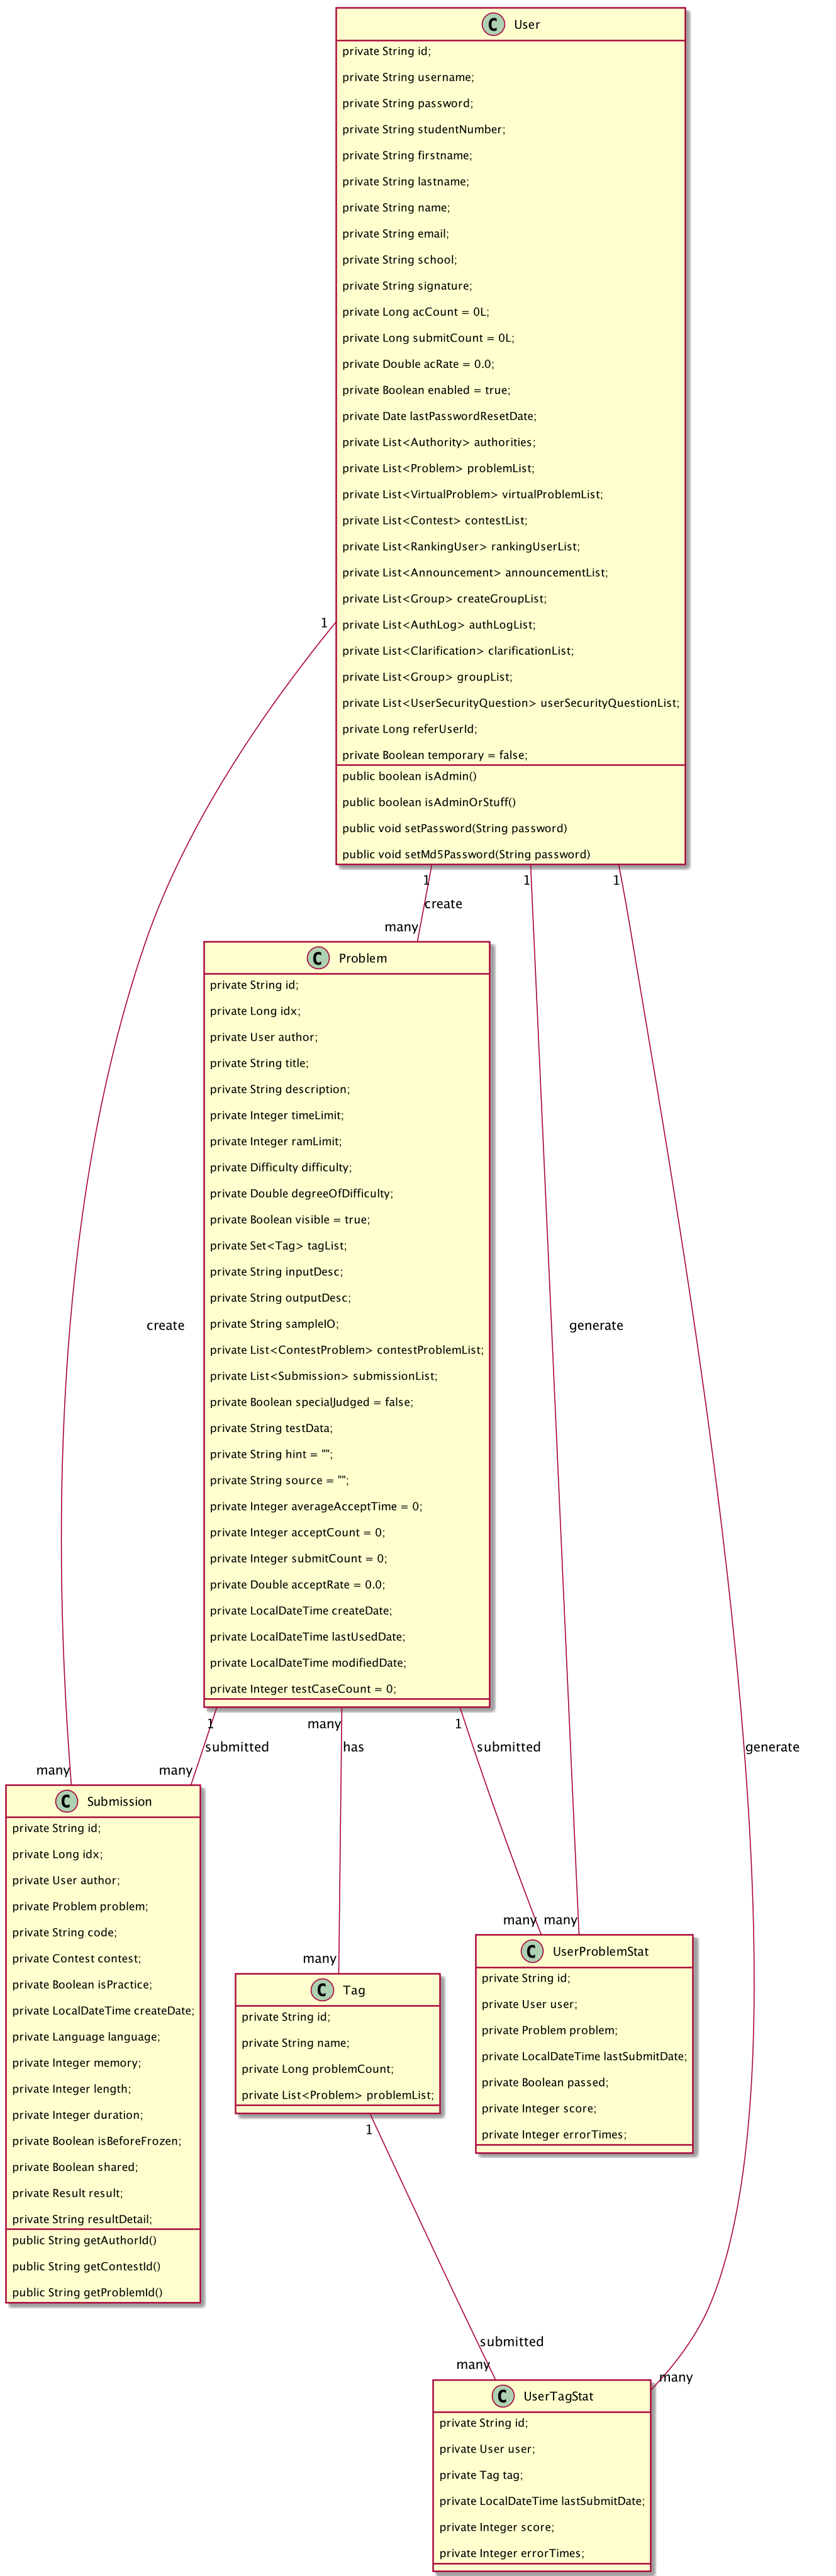 C User
private String id;
private String username;
private String password;
private String studentNumber;
private String firstname;
private String lastname;
private String name;
private String email;
private String school;
private String signature;
private Long acCount = 0L;
private Long submitCount = 0L;
private Double acRate = 0.0;
private Boolean enabled = true;
private Date lastPasswordResetDate;
private List<Authority> authorities;
private List<Problem> problemList;
private List<VirtualProblem> virtualProblemList;
private List<Contest> contestList;
private List<RankingUser> rankingUserList;
private List<Announcement> announcementList;
private List<Group> createGroupList;
private List<AuthLog> authLogList;
private List<Clarification> clarificationList;
private List<Group> groupList;
private List<UserSecurityQuestion> userSecurityQuestionList;
private Long referUserId;
private Boolean temporary = false;
public boolean isAdmin()
public boolean isAdminOrStuff()
public void setPassword(String password)
public void setMd5Password(String password)
1
1
1
1
create
many
C Problem
private String id;
private Long idx;
private User author;
private String title;
private String description;
private Integer timeLimit;
private Integer ramLimit;
private Difficulty difficulty;
private Double degreeOfDifficulty;
private Boolean visible = true;
private Set<Tag> tagList;
private String inputDesc;
private String outputDesc;
private String sampleIO;
private List<ContestProblem> contestProblemList;
private List<Submission> submissionList;
private Boolean specialJudged = false;
private String testData;
private String hint = "";
private String source = "";
private Integer averageAcceptTime = 0;
private Integer acceptCount = 0;
private Integer submitCount = 0;
private Double acceptRate = 0.0;
private LocalDateTime createDate;
private LocalDateTime lastUsedDate;
private LocalDateTime modifiedDate;
private Integer testCaseCount = 0;
create
generate
1
many
1
submitted
has
submitted
generate
many
many
C Submission
private String id;
private Long idx;
private User author;
private Problem problem;
private String code;
private Contest contest;
private Boolean isPractice;
private LocalDateTime createDate;
private Language language;
private Integer memory;
private Integer length;
private Integer duration;
private Boolean isBeforeFrozen;
private Boolean shared;
private Result result;
private String resultDetail;
public String getAuthorId()
public String getContestId()
public String getProblemId()
many
many
many
C Tag
private String id;
private String name;
private Long problemCount;
private List<Problem> problemList;
C UserProblemStat
private String id;
private User user;
private Problem problem;
private LocalDateTime lastSubmitDate;
private Boolean passed;
private Integer score;
private Integer errorTimes;
1
submitted
many
many
C UserTagStat
private String id;
private User user;
private Tag tag;
private LocalDateTime lastSubmitDate;
private Integer score;
private Integer errorTimes;